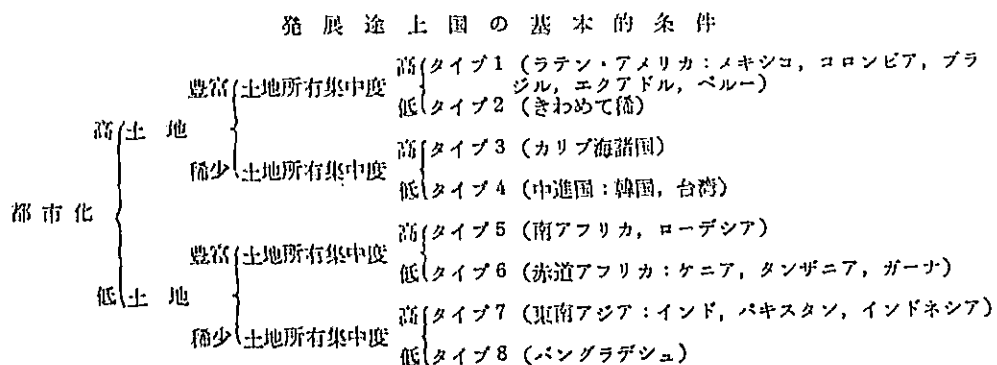 発展途上国の基本的条件
高 タイプ1 (ラテン・アメリカ:メキシコ, コロンビア, ブラ
豊富 土地所有集中度 ジル, エクアドル, ペルー)
低 タイプ2 (きわめて稀)
高 土地
高 タイプ3 (カリブ海諸国)
稀少 土地所有集中度
低 タイプ4 (中進国:韓国, 台湾)
都市化
高 タイプ5 (南アフリカ, ローデシア)
豊富 土地所有集中度
低 タイプ6 (赤道アフリカ:ケニア, タンザニア, ガーナ)
低 土地
高 タイプ7 (東南アジア:インド, パキスタン, インドネシア)
稀少 土地所有集中度
低 タイプ8 (バングラデシュ)